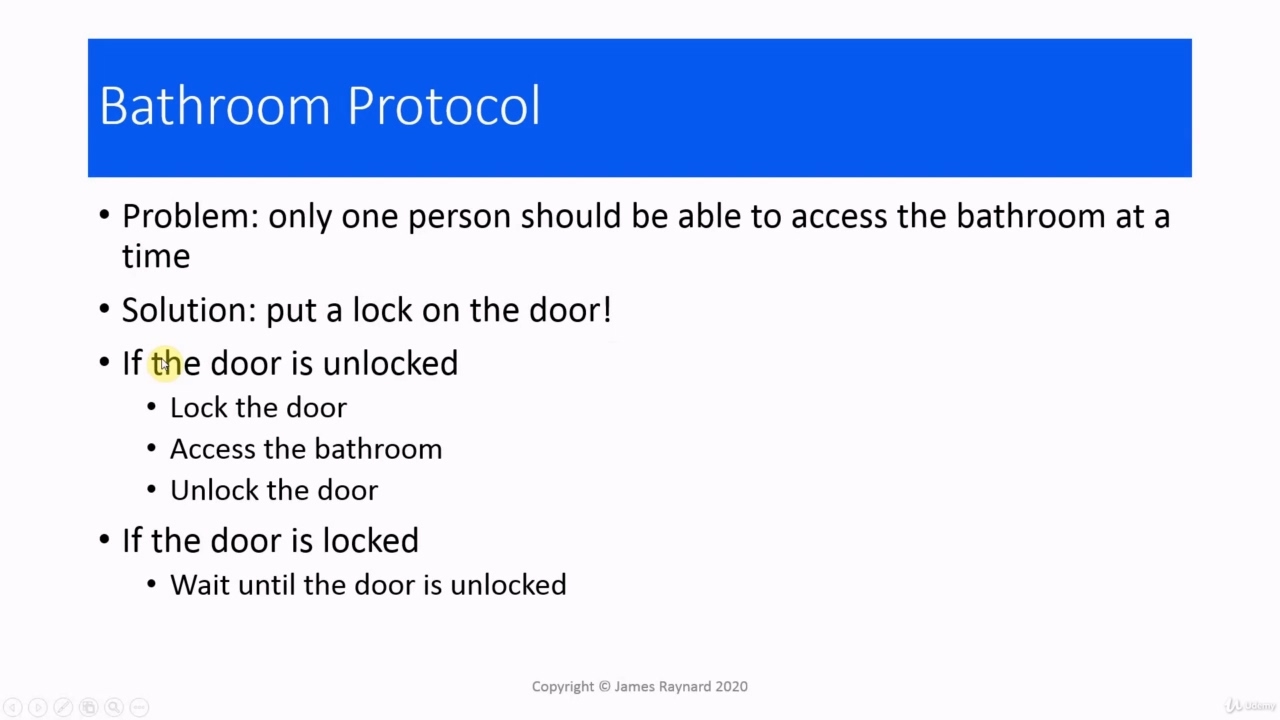 Bathroom Protocol
• Problem: only one person should be able to access the bathroom at a
time
• Solution: put a lock on the door!
• If the door is unlocked
• Lock the door
• Access the bathroom
• Unlock the door
• If the door is locked
• Wait until the door is unlocked
Copyright © James Raynard 2020
Udemy